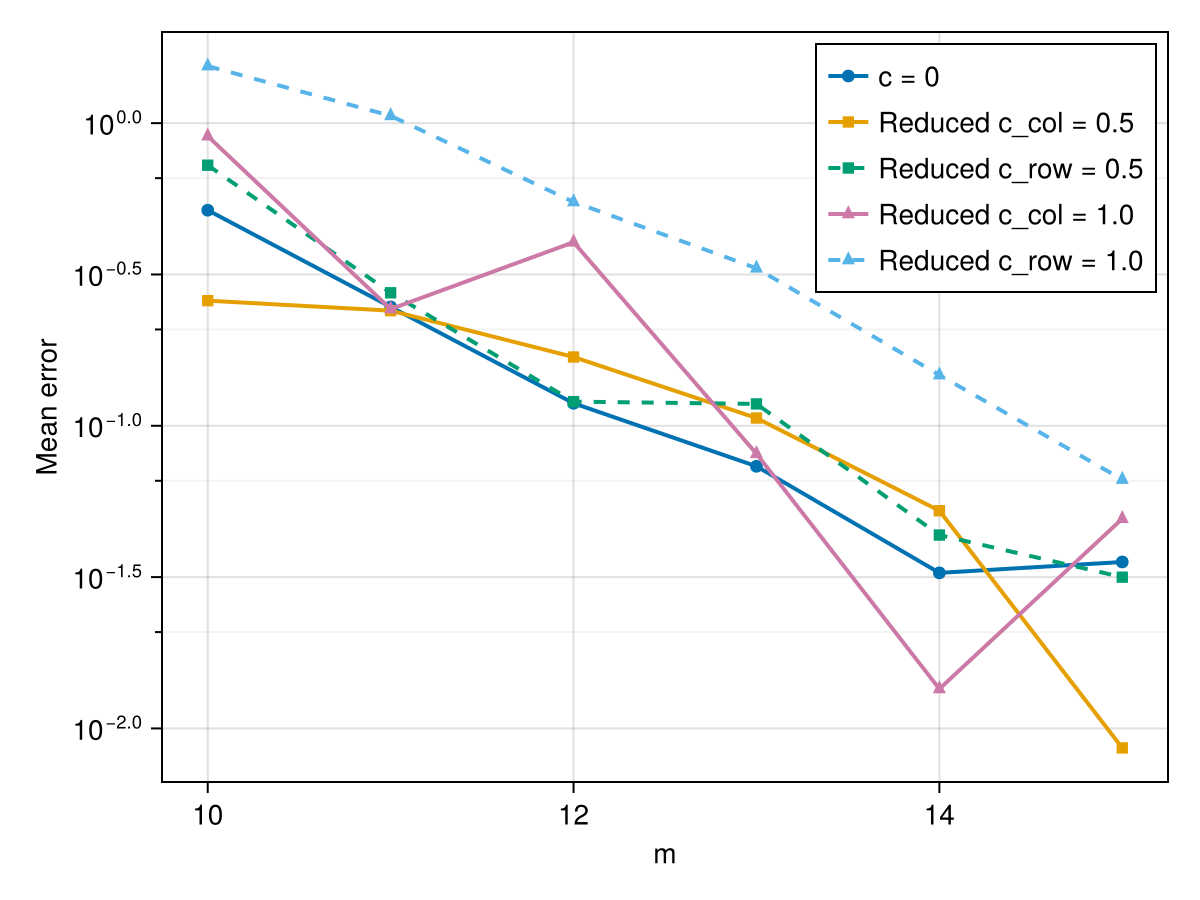 c = 0
Reduced c_col = 0.5
Reduced c_row = 0.5
Reduced c_col = 1.0
Reduced c_row = 1.0
Mean error
10^0.0
10^−0.5
10^−1.0
10^−1.5
10^−2.0
10 12 14
m